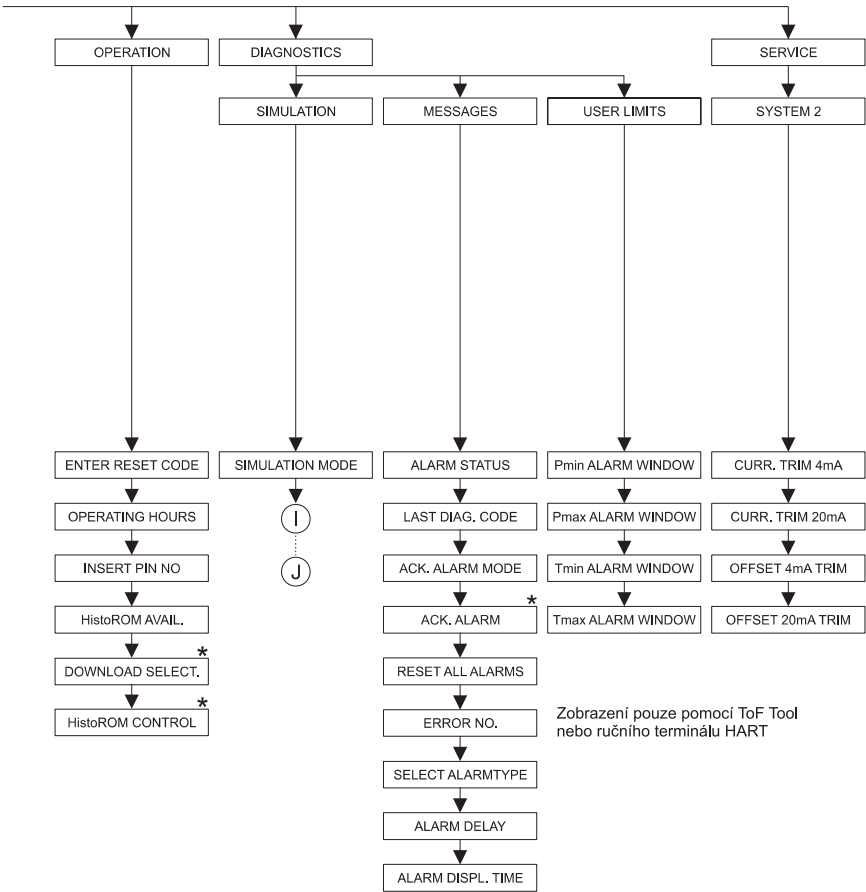 OPERATION
DIAGNOSTICS
SERVICE
SIMULATION
MESSAGES
USER LIMITS
SYSTEM 2
ENTER RESET CODE
SIMULATION MODE
ALARM STATUS
Pmin ALARM WINDOW
CURR. TRIM 4mA
OPERATING HOURS
I
LAST DIAG. CODE
Pmax ALARM WINDOW
CURR. TRIM 20mA
INSERT PIN NO
J
ACK. ALARM MODE
Tmin ALARM WINDOW
OFFSET 4mA TRIM
*
HistoROM AVAIL.
ACK. ALARM
Tmax ALARM WINDOW
OFFSET 20mA TRIM
*
DOWNLOAD SELECT.
RESET ALL ALARMS
*
HistoROM CONTROL
ERROR NO.
Zobrazení pouze pomocí ToF Tool
nebo ručního terminálu HART
SELECT ALARMTYPE
ALARM DELAY
ALARM DISPL. TIME